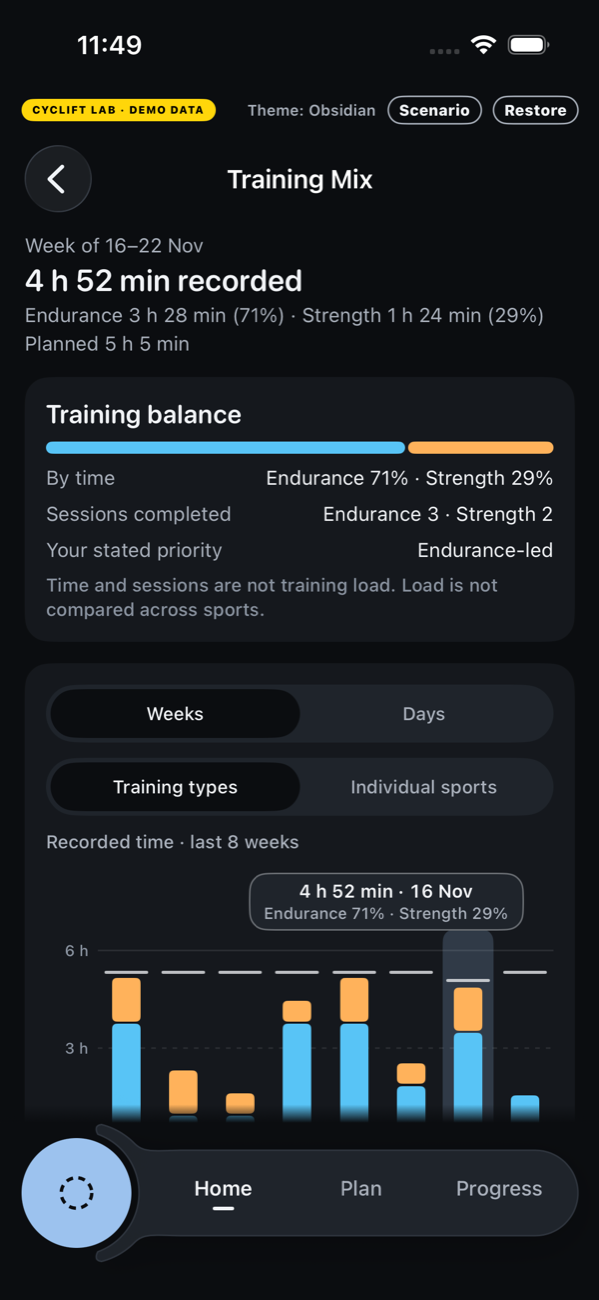 11:49
CYCLIFT LAB · DEMO DATA
Theme: Obsidian
Scenario
Restore
Training Mix
Week of 16–22 Nov
4 h 52 min recorded
Endurance 3 h 28 min (71%) · Strength 1 h 24 min (29%)
Planned 5 h 5 min
Training balance
By time Endurance 71% · Strength 29%
Sessions completed Endurance 3 · Strength 2
Your stated priority Endurance-led
Time and sessions are not training load. Load is not
compared across sports.
Weeks Days
Training types Individual sports
Recorded time · last 8 weeks
4 h 52 min · 16 Nov
Endurance 71% · Strength 29%
6 h
3 h
Home Plan Progress